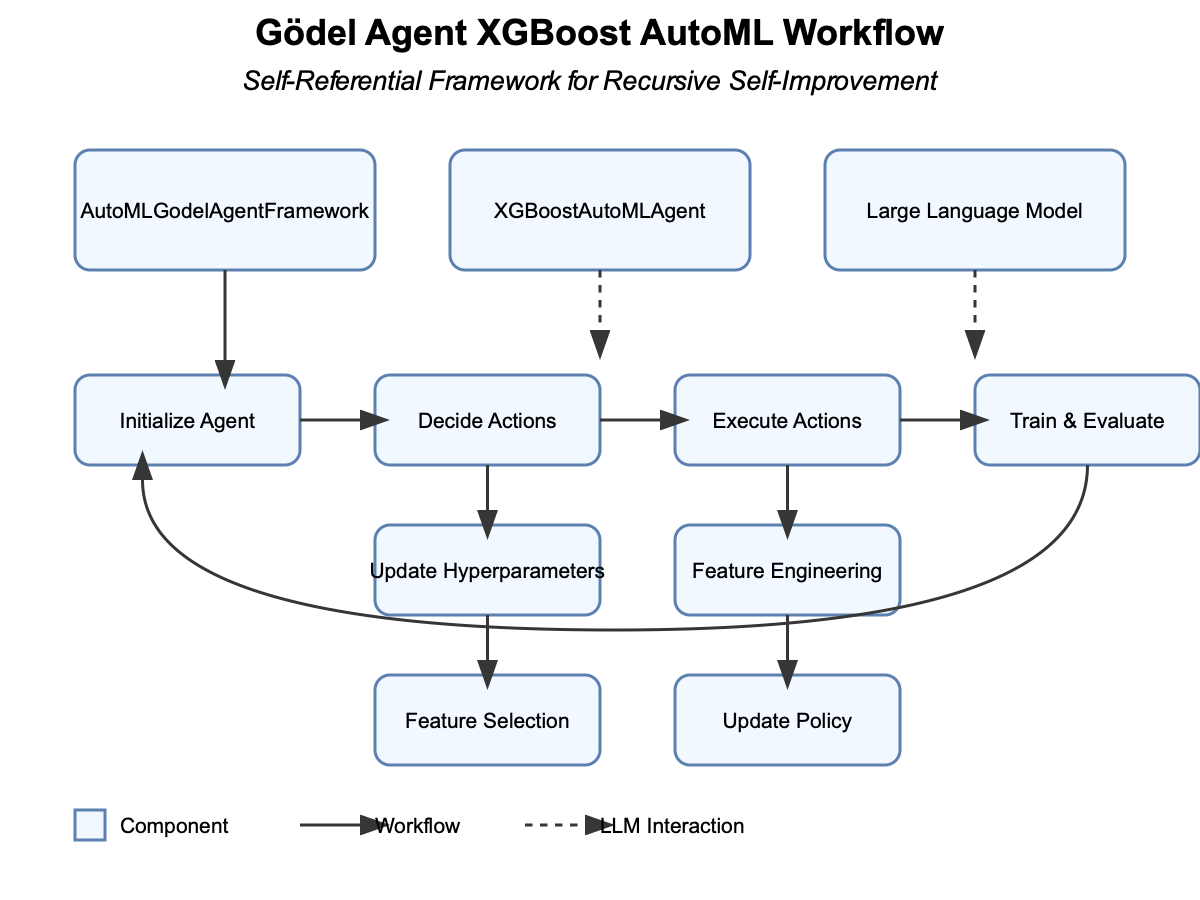 Gödel Agent XGBoost AutoML Workflow
Self-Referential Framework for Recursive Self-Improvement
AutoMLGodelAgentFramework
XGBoostAutoMLAgent
Large Language Model
Initialize Agent
Decide Actions
Execute Actions
Train & Evaluate
Update Hyperparameters
Feature Engineering
Feature Selection
Update Policy
Component
Workflow
LLM Interaction